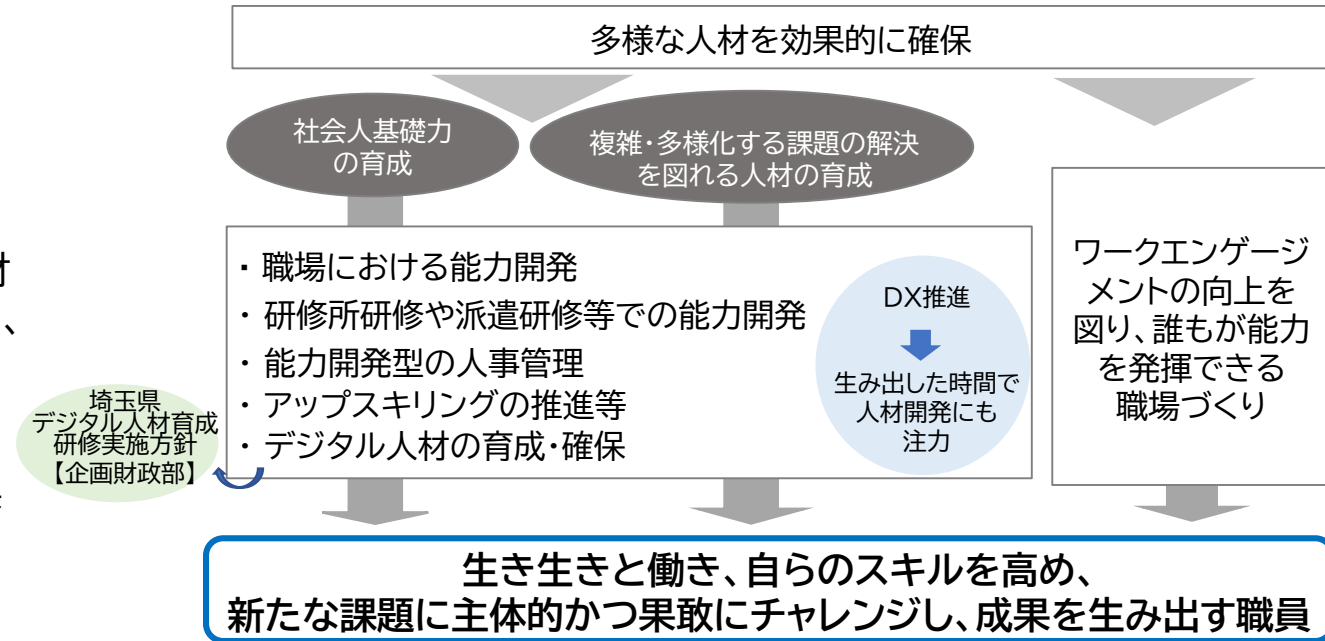 多様な人材を効果的に確保
社会人基礎力
の育成
複雑・多様化する課題の解決
を図れる人材の育成
・職場における能力開発
・研修所研修や派遣研修等での能力開発
・能力開発型の人事管理
・アップスキリングの推進等
・デジタル人材の育成・確保
DX推進
生み出した時間で
人材開発にも
注力
ワークエンゲージ
メントの向上を
図り、誰もが能力
を発揮できる
職場づくり
埼玉県
デジタル人材育成
研修実施方針
【企画財政部】
生き生きと働き、自らのスキルを高め、
新たな課題に主体的かつ果敢にチャレンジし、成果を生み出す職員